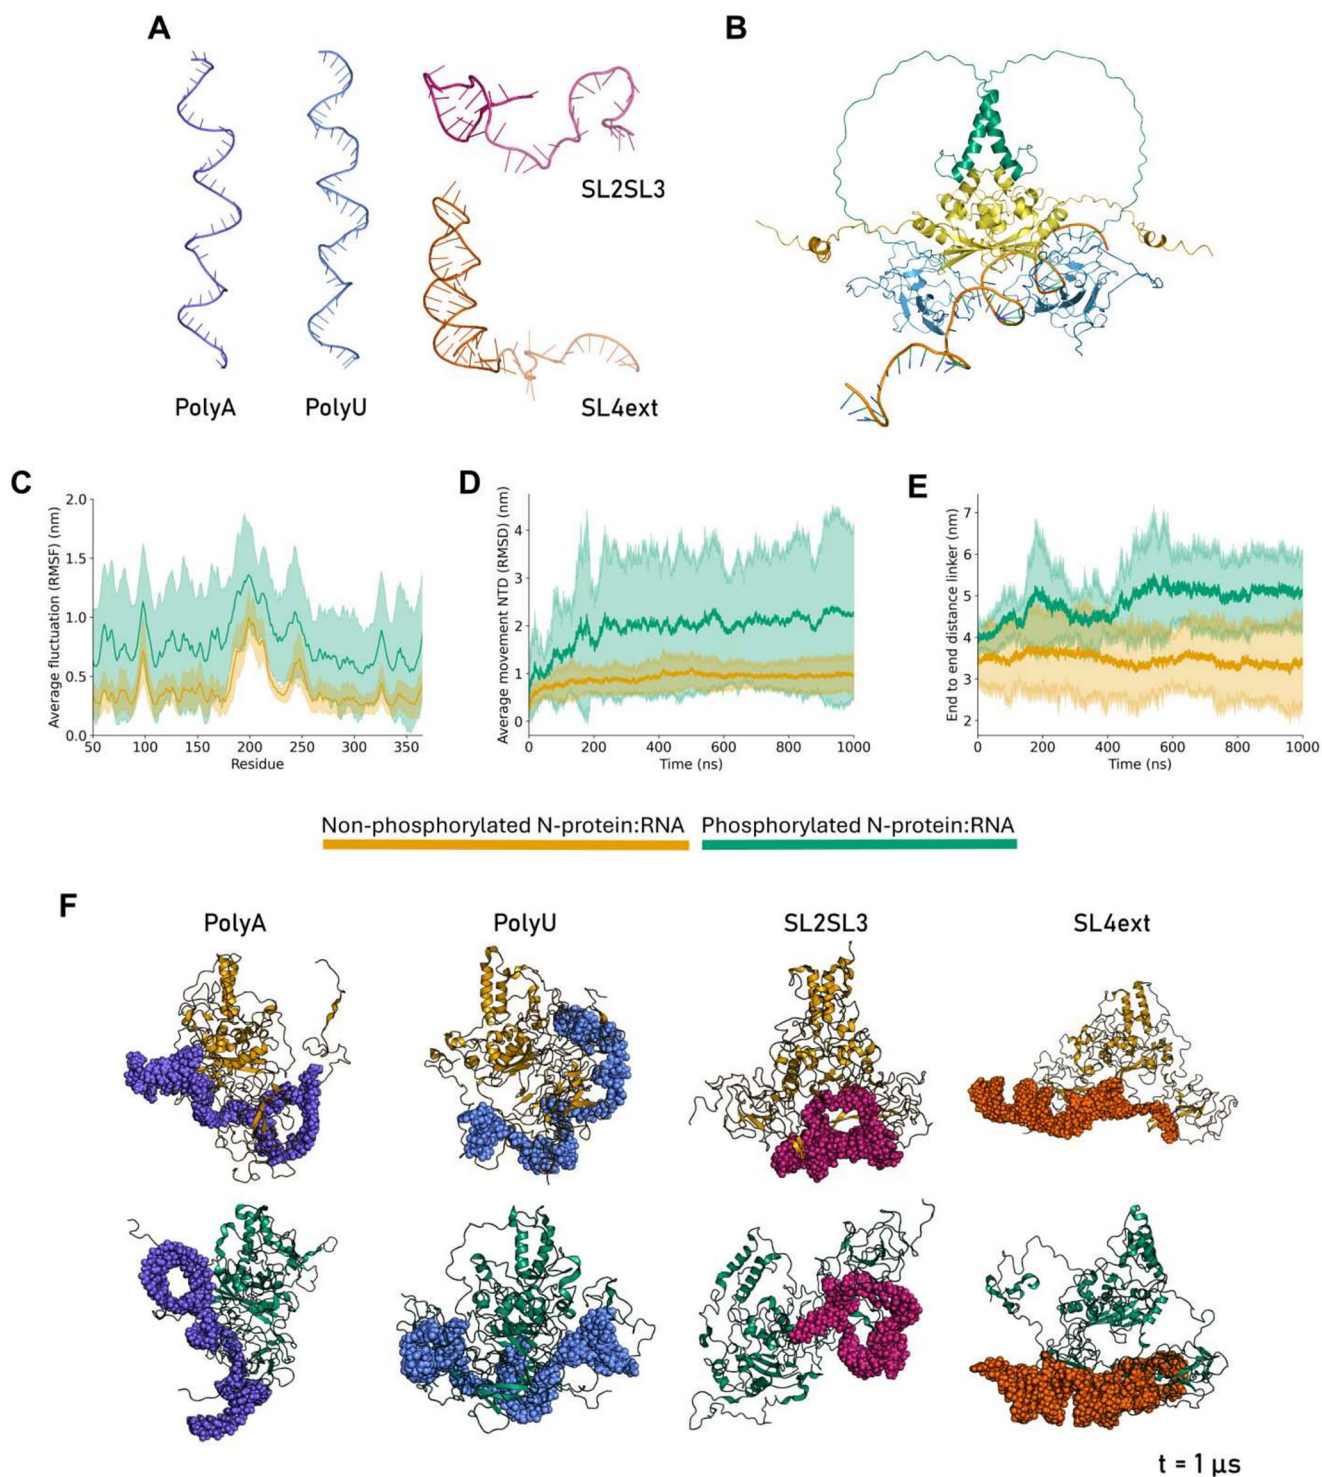 A
B
SL2SL3
PolyA
PolyU
SL4ext
C
D
E
Average fluctuation (RMSF) (nm)
2.0
1.5
1.0
0.5
0.0
50
100
150
200
250
300
350
Residue
Average movement NTD (RMSD) (nm)
4
3
2
1
0
0
200
400
600
800
1000
Time (ns)
End to end distance linker (nm)
7
6
5
4
3
2
0
200
400
600
800
1000
Time (ns)
Non-phosphorylated N-protein:RNA
Phosphorylated N-protein:RNA
F
PolyA
PolyU
SL2SL3
SL4ext
t = 1 μs